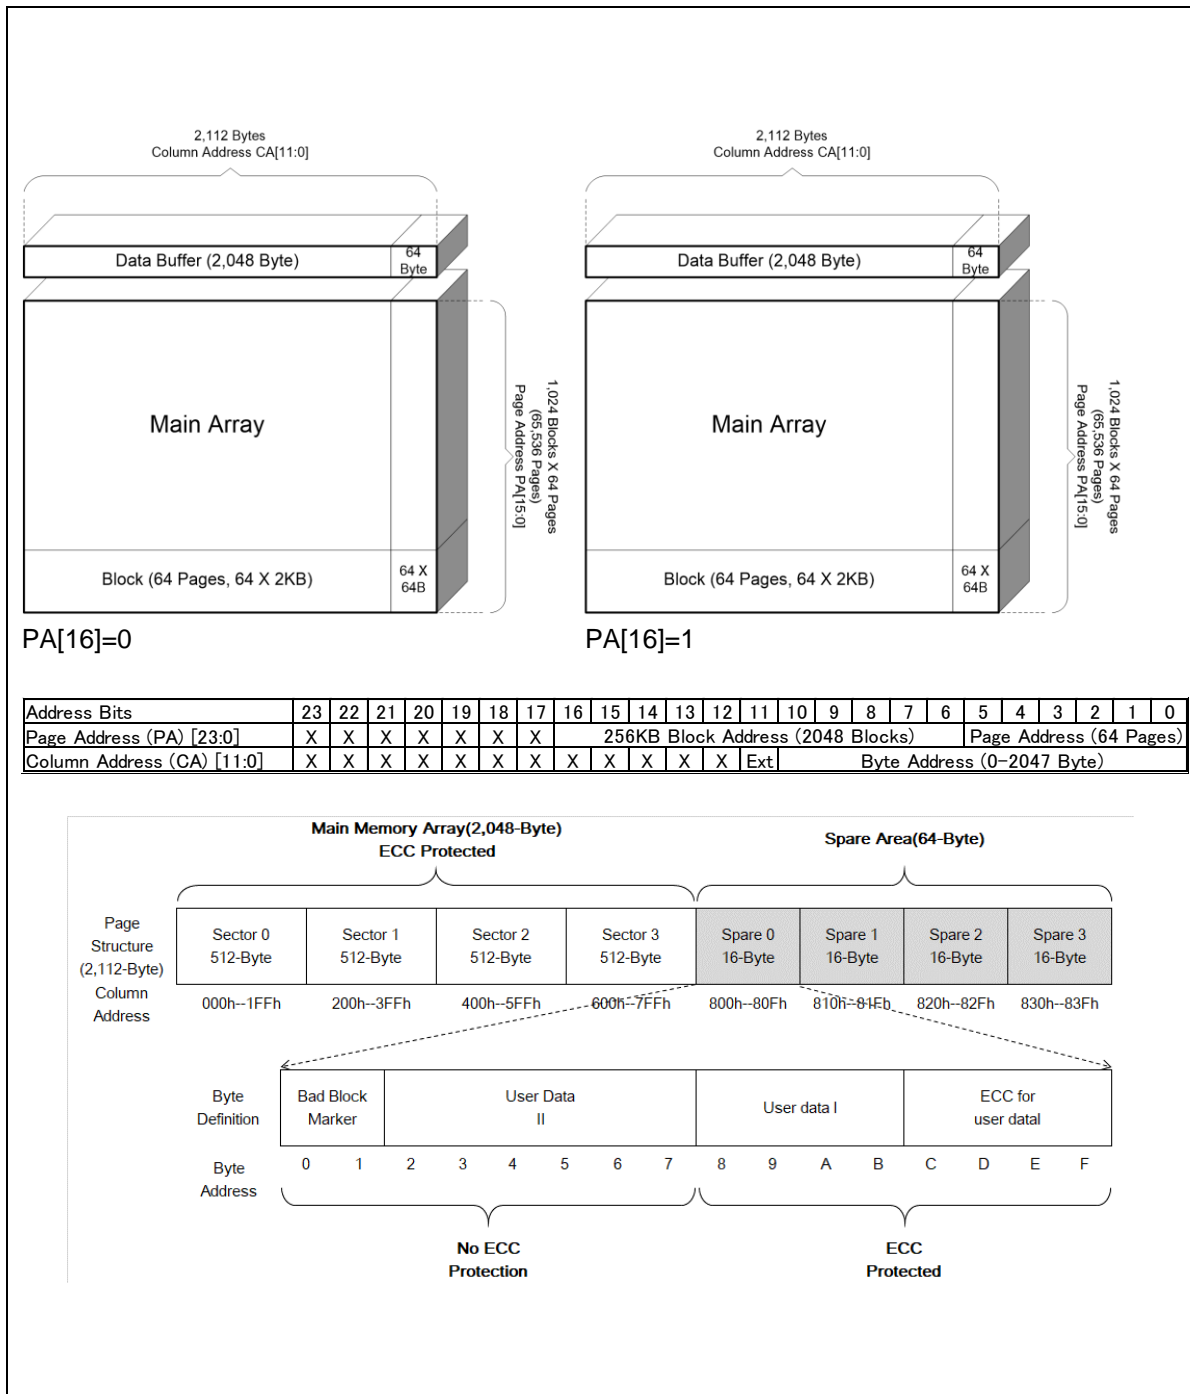 2,112 Bytes
Column Address CA[11:0]
2,112 Bytes
Column Address CA[11:0]
Data Buffer (2,048 Byte)
64
Byte
Data Buffer (2,048 Byte)
64
Byte
Main Array
1,024 Blocks X 64 Pages
(65,536 Pages)
Page Address PA[15:0]
Main Array
1,024 Blocks X 64 Pages
(65,536 Pages)
Page Address PA[15:0]
Block (64 Pages, 64 X 2KB)
64 X
64B
Block (64 Pages, 64 X 2KB)
64 X
64B
PA[16]=0
PA[16]=1
Address Bits 23 22 21 20 19 18 17 16 15 14 13 12 11 10 9 8 7 6 5 4 3 2 1 0
Page Address (PA) [23:0] X X X X X X X 256KB Block Address (2048 Blocks) Page Address (64 Pages)
Column Address (CA) [11:0] X X X X X X X X X X X X Ext Byte Address (0-2047 Byte)
Main Memory Array(2,048-Byte)
ECC Protected
Spare Area(64-Byte)
Page
Structure
(2,112-Byte)
Column
Address
Sector 0
512-Byte
Sector 1
512-Byte
Sector 2
512-Byte
Sector 3
512-Byte
Spare 0
16-Byte
Spare 1
16-Byte
Spare 2
16-Byte
Spare 3
16-Byte
000h--1FFh 200h--3FFh 400h--5FFh 600h--7FFh 800h--80Fh 810h--81Fh 820h--82Fh 830h--83Fh
Byte
Definition
Bad Block
Marker
User Data
II
User data I
ECC for
user dataI
Byte
Address
0 1 2 3 4 5 6 7 8 9 A B C D E F
No ECC
Protection
ECC
Protected